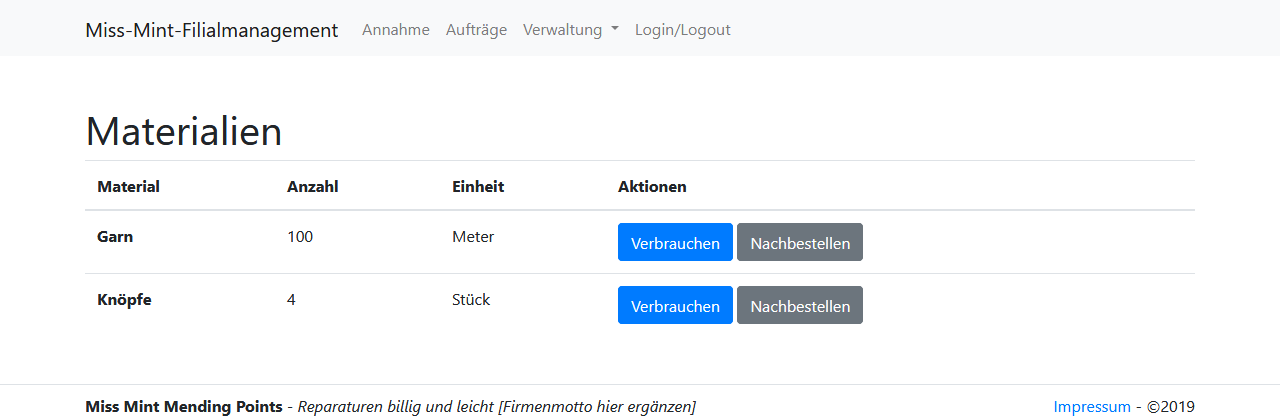 Miss-Mint-Filialmanagement Annahme Aufträge Verwaltung Login/Logout
Materialien
Material Anzahl Einheit Aktionen
Garn 100 Meter Verbrauchen Nachbestellen
Knöpfe 4 Stück Verbrauchen Nachbestellen
Miss Mint Mending Points - Reparaturen billig und leicht [Firmenmotto hier ergänzen] Impressum - ©2019